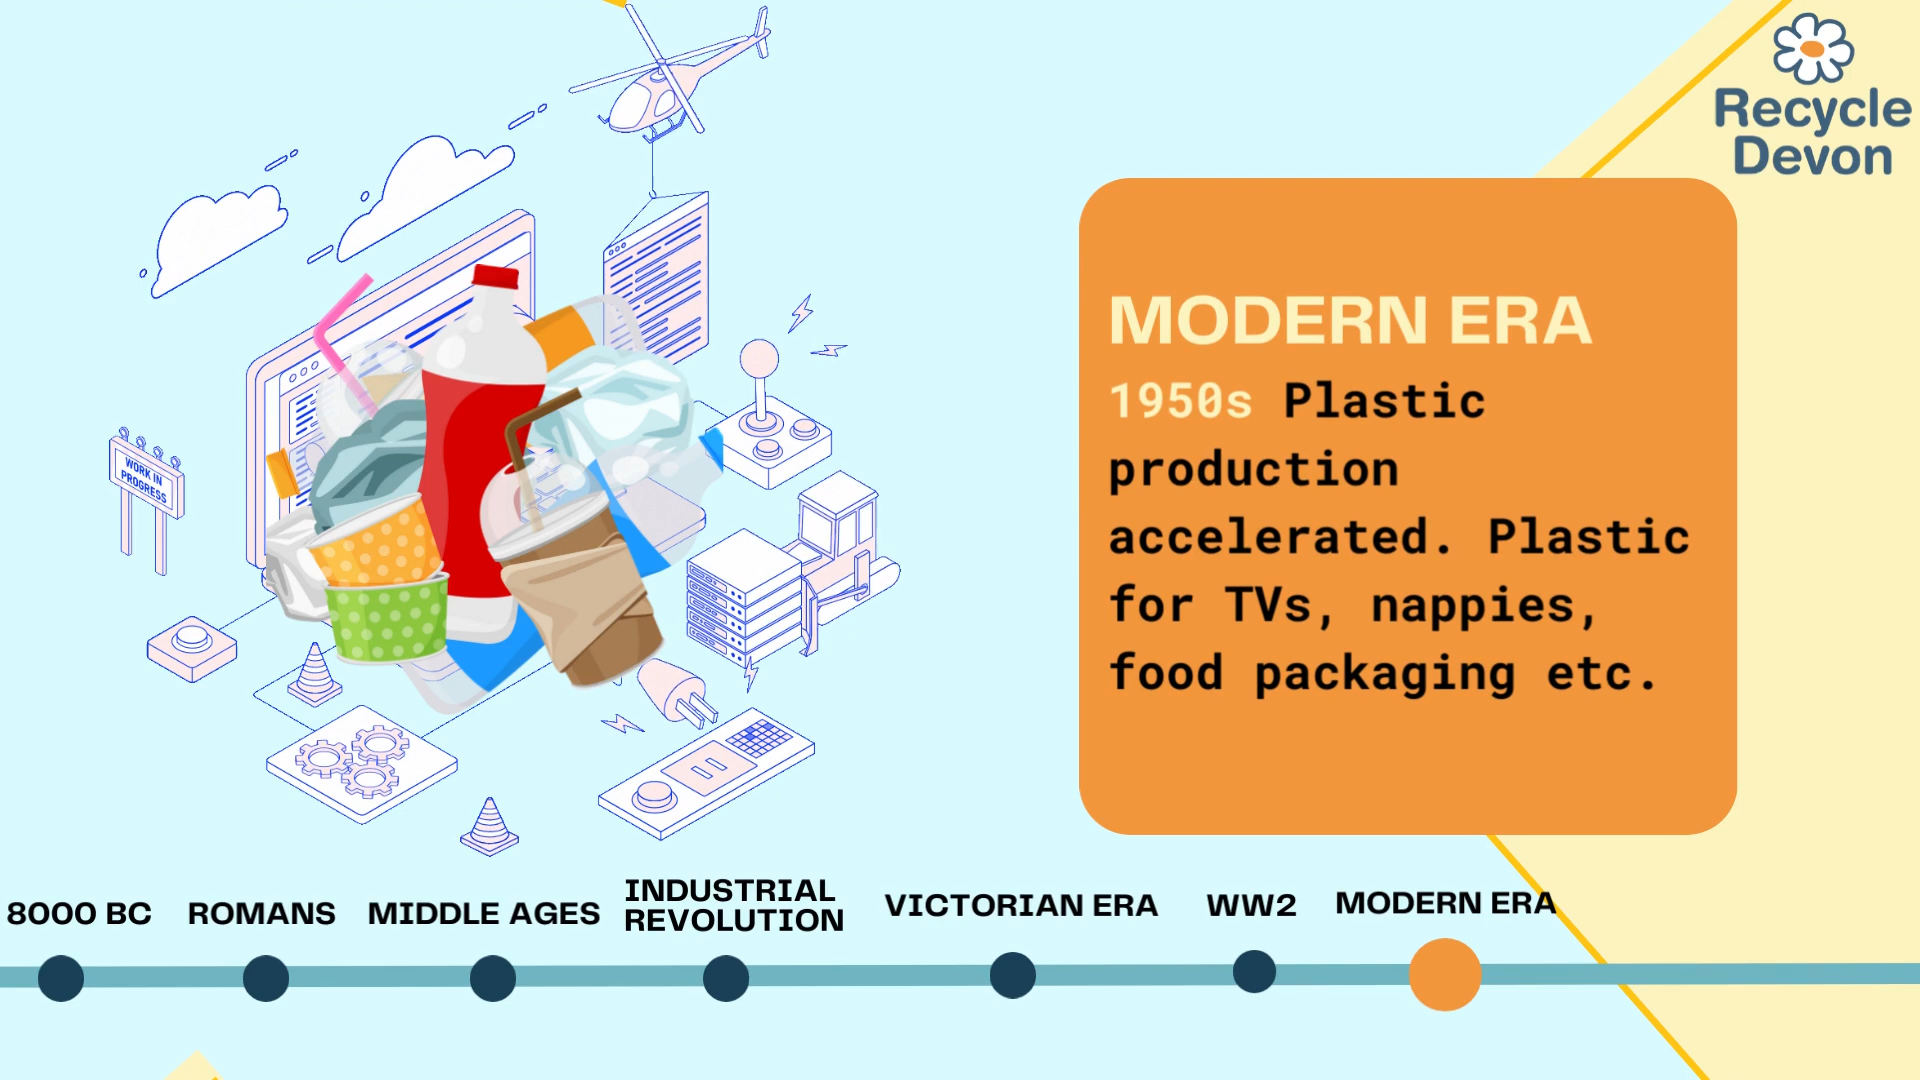 Recycle
Devon
WORK IN
PROGRESS
MODERN ERA
1950s Plastic
production
accelerated. Plastic
for TVs, nappies,
food packaging etc.
8000 BC
ROMANS
MIDDLE AGES
INDUSTRIAL
REVOLUTION
VICTORIAN ERA
WW2
MODERN ERA